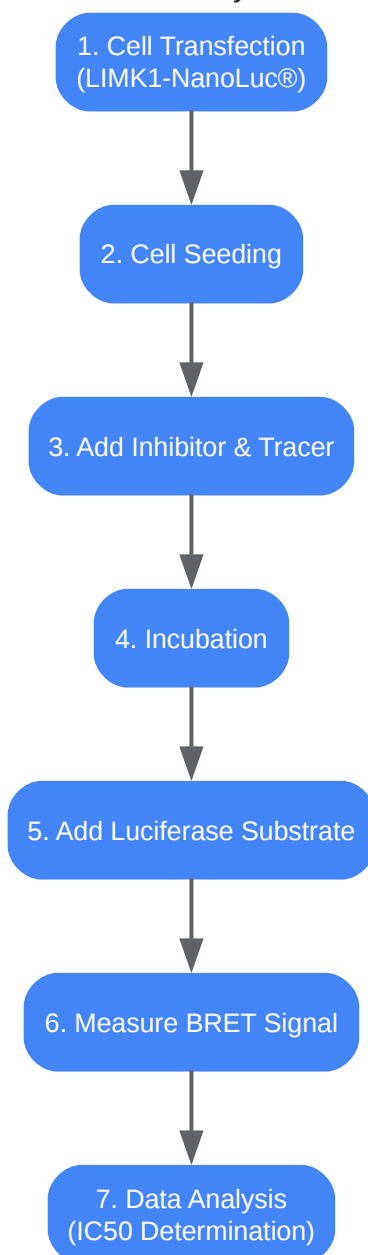 1. Cell Transfection
(LIMK1-NanoLuc®)
2. Cell Seeding
3. Add Inhibitor & Tracer
4. Incubation
5. Add Luciferase Substrate
6. Measure BRET Signal
7. Data Analysis
(IC50 Determination)